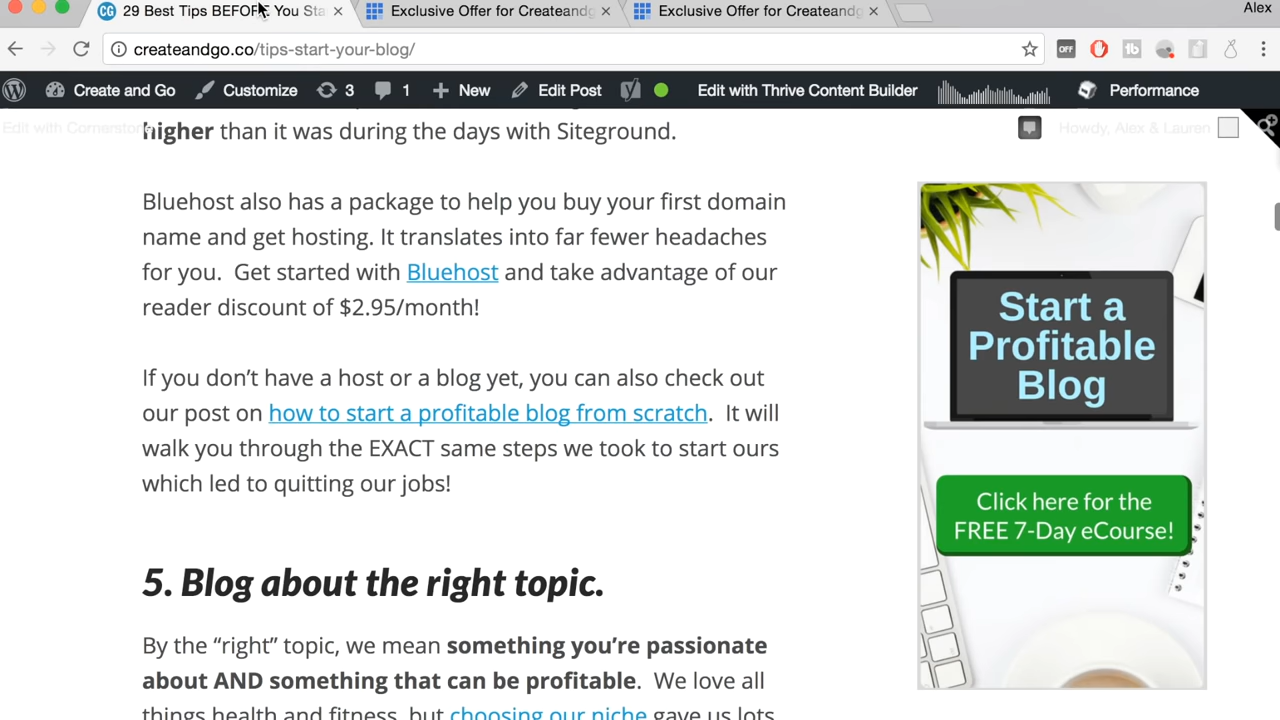 29 Best Tips BEFORE You Sta
Exclusive Offer for Createandg
Exclusive Offer for Createandg
Alex
createandgo.co/tips-start-your-blog/
OFF
Create and Go
Customize
3
1
New
Edit Post
Edit with Thrive Content Builder
Performance
Edit with Cornerstone
Howdy, Alex & Lauren
higher than it was during the days with Siteground.
Bluehost also has a package to help you buy your first domain
name and get hosting. It translates into far fewer headaches
for you. Get started with Bluehost and take advantage of our
reader discount of $2.95/month!
If you don’t have a host or a blog yet, you can also check out
our post on how to start a profitable blog from scratch. It will
walk you through the EXACT same steps we took to start ours
which led to quitting our jobs!
5. Blog about the right topic.
By the “right” topic, we mean something you’re passionate
about AND something that can be profitable. We love all
things health and fitness, but choosing our niche gave us lots
Start a
Profitable
Blog
Click here for the
FREE 7-Day eCourse!